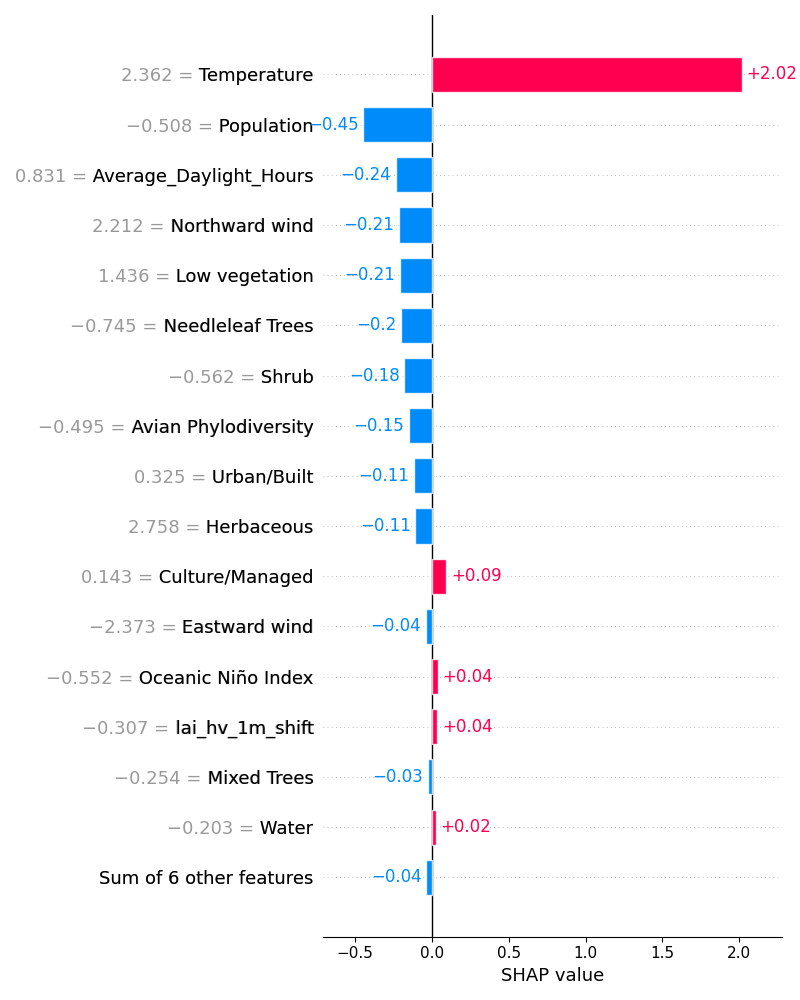 2.362 = Temperature +2.02
−0.508 = Population −0.45
0.831 = Average_Daylight_Hours −0.24
2.212 = Northward wind −0.21
1.436 = Low vegetation −0.21
−0.745 = Needleleaf Trees −0.2
−0.562 = Shrub −0.18
−0.495 = Avian Phylodiversity −0.15
0.325 = Urban/Built −0.11
2.758 = Herbaceous −0.11
0.143 = Culture/Managed +0.09
−2.373 = Eastward wind −0.04
−0.552 = Oceanic Niño Index +0.04
−0.307 = lai_hv_1m_shift +0.04
−0.254 = Mixed Trees −0.03
−0.203 = Water +0.02
Sum of 6 other features −0.04
−0.5 0.0 0.5 1.0 1.5 2.0
SHAP value